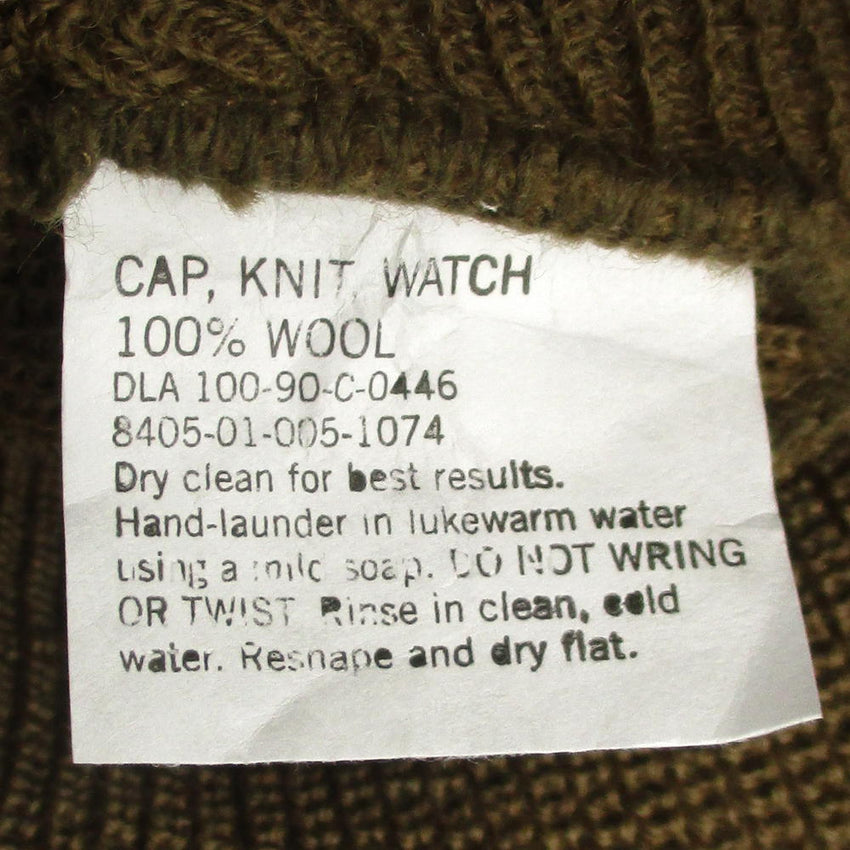 CAP, KNIT, WATCH
100% WOOL
DLA 100-90-C-0446
8405-01-005-1074
Dry clean for best results.
Hand-launder in lukewarm water
using a mild soap. DO NOT WRING
OR TWIST. Rinse in clean, cold
water. Reshape and dry flat.